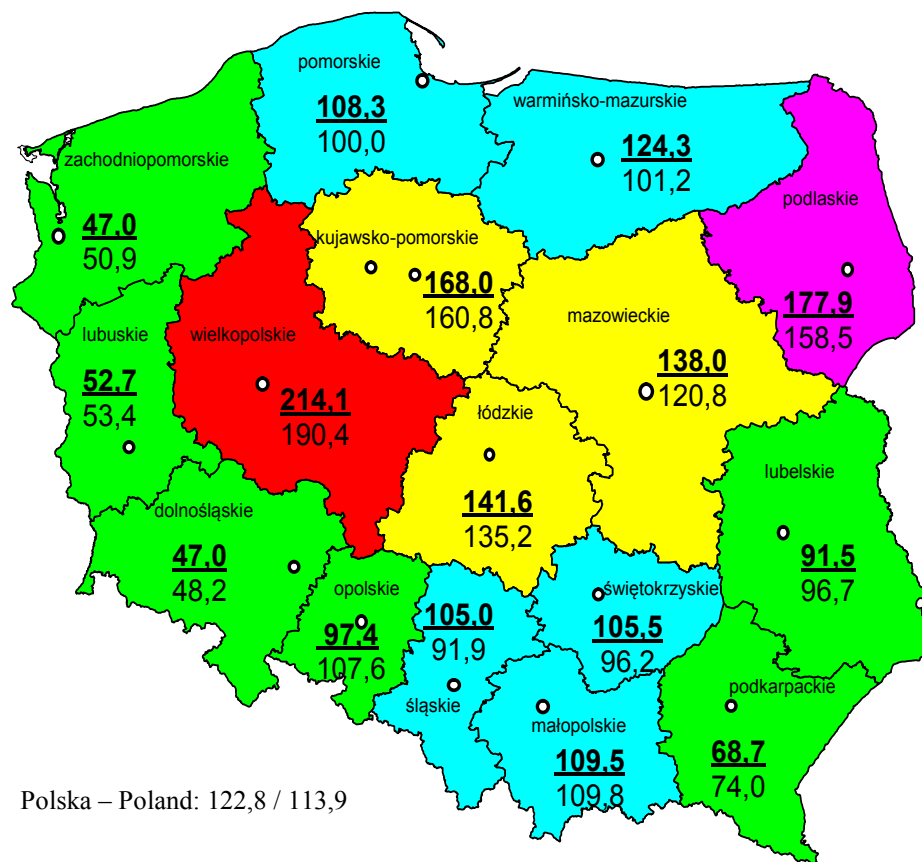 pomorskie
108,3
100,0
warmińsko-mazurskie
124,3
101,2
zachodniopomorskie
47,0
50,9
podlaskie
177,9
158,5
kujawsko-pomorskie
168,0
160,8
mazowieckie
138,0
120,8
lubuskie
52,7
53,4
wielkopolskie
214,1
190,4
łódzkie
141,6
135,2
lubelskie
91,5
96,7
dolnośląskie
47,0
48,2
opolskie
97,4
107,6
105,0
91,9
śląskie
świętokrzyskie
105,5
96,2
małopolskie
109,5
109,8
podkarpackie
68,7
74,0
Polska – Poland: 122,8 / 113,9